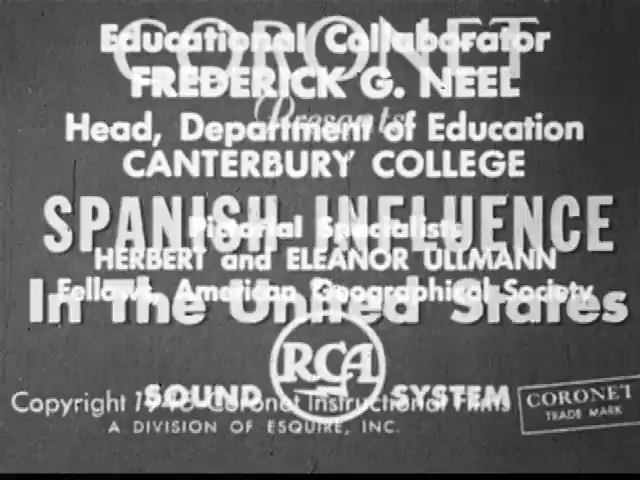 Educational Collaborator
CORONET
FREDERICK G. NEEL
Presents
Head, Department of Education
CANTERBURY COLLEGE
SPANISH INFLUENCE
Pictorial Specialists
HERBERT and ELEANOR ULLMANN
Fellows, American Geographical Society
In The United States
RCA
SOUND SYSTEM
Copyright Coronet Instructional Films
A DIVISION OF ESQUIRE, INC.
CORONET
TRADE MARK